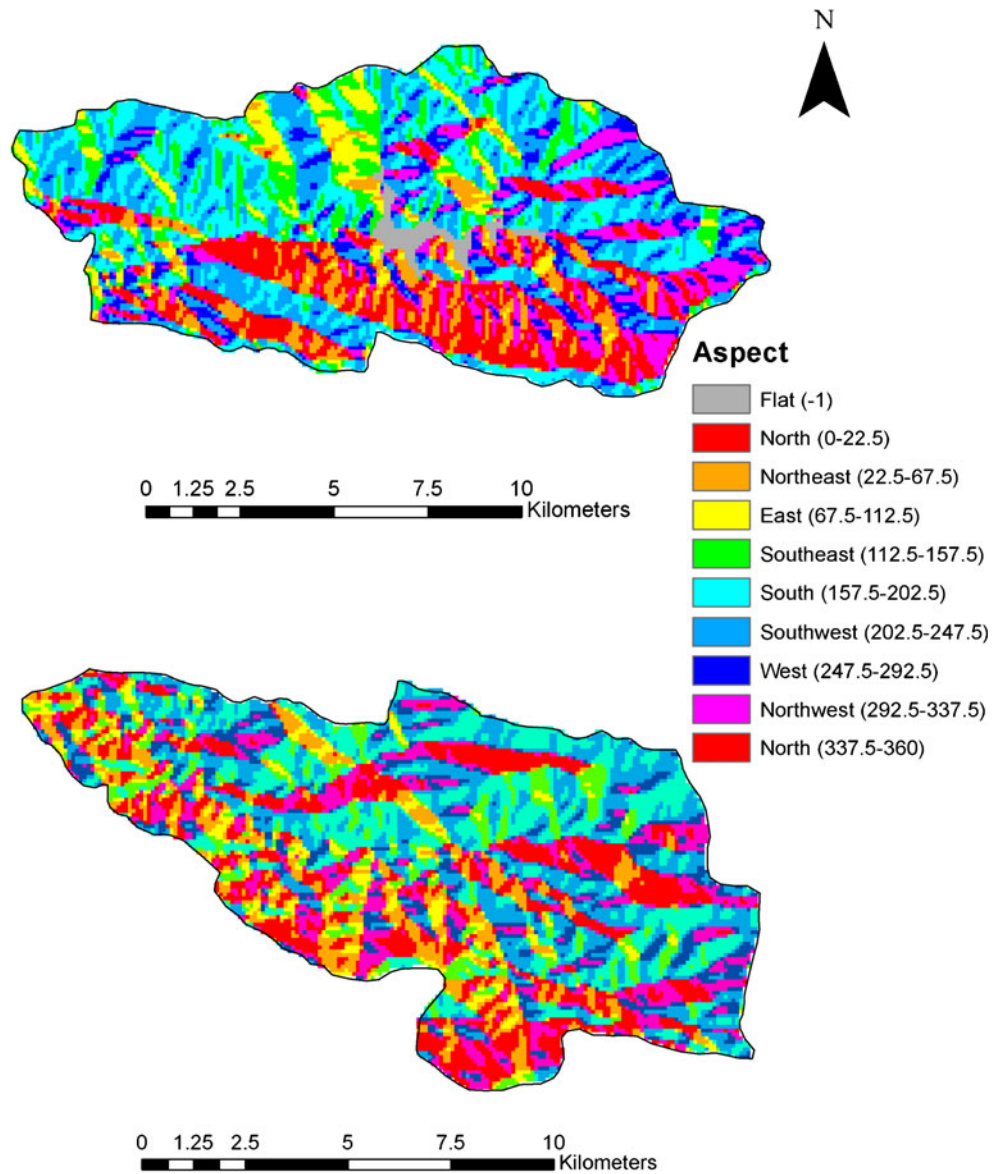 N
Aspect
Flat (-1)
North (0-22.5)
Northeast (22.5-67.5)
East (67.5-112.5)
Southeast (112.5-157.5)
South (157.5-202.5)
Southwest (202.5-247.5)
West (247.5-292.5)
Northwest (292.5-337.5)
North (337.5-360)
0 1.25 2.5 5 7.5 10
Kilometers
0 1.25 2.5 5 7.5 10
Kilometers